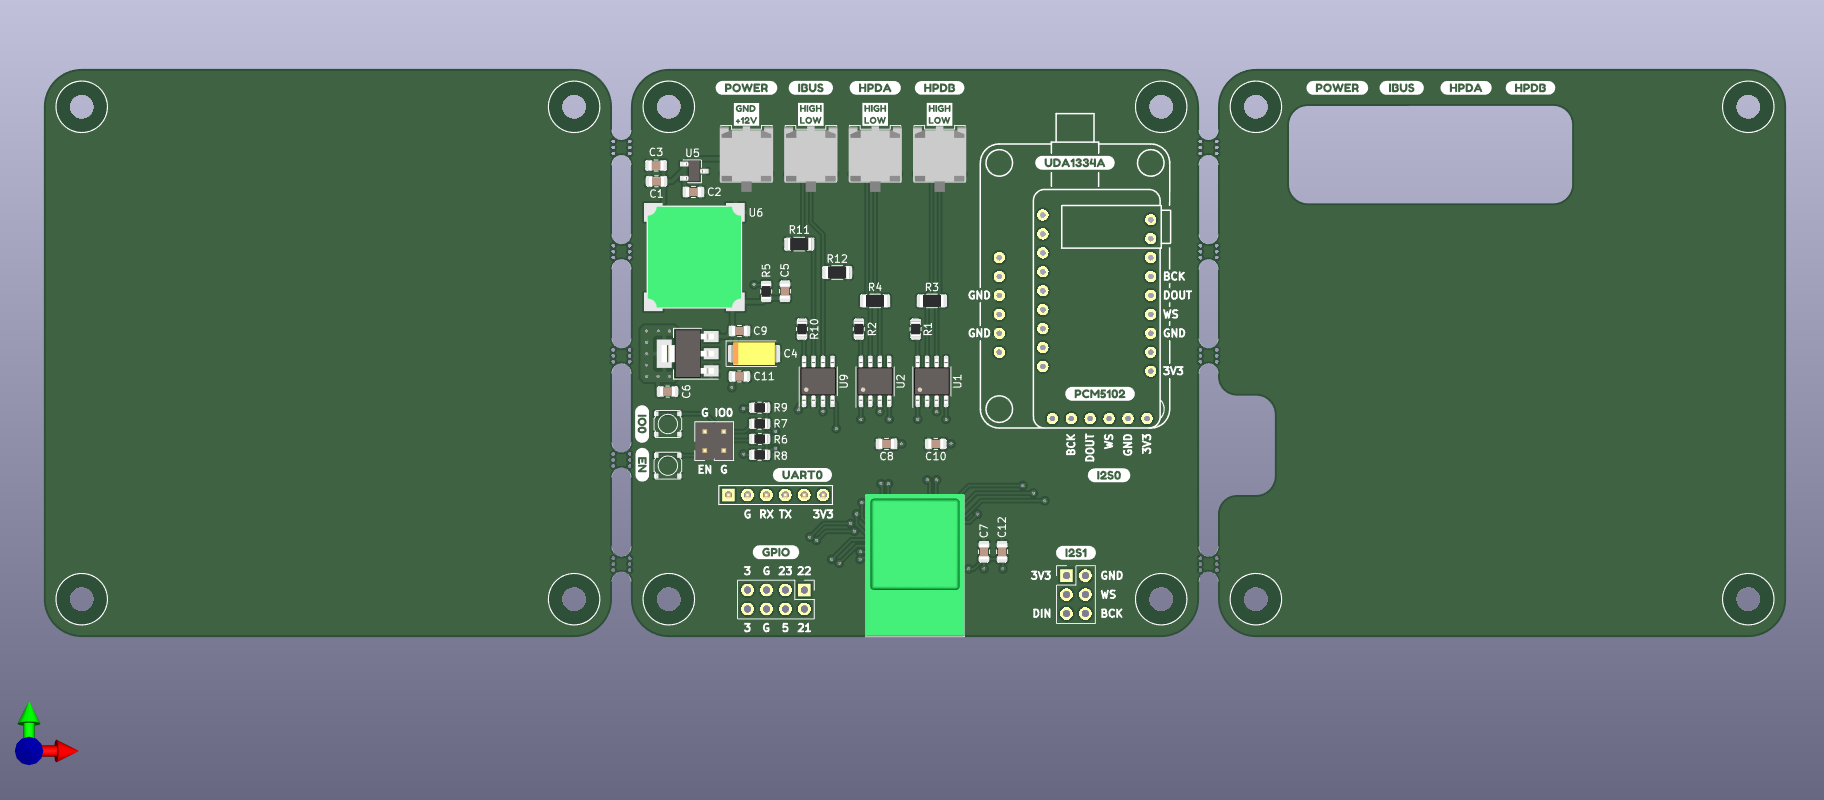 POWER IBUS HPDA HPDB
POWER IBUS HPDA HPDB
GND HIGH HIGH HIGH
+12V LOW LOW LOW
C3 U5
UDA1334A
C1 C2
U6
R11
R12
R5 C5
BCK
R4 R3
GND DOUT
WS
C9 R10 R2 R1
GND GND
C4
3V3
C11 U9 U2 U1
C6
PCM5102
IO0 G IO0 R9
R7
R6
BCK DOUT WS GND 3V3
EN R8
C8 C10
EN G
UART0 I2S0
G RX TX 3V3
C7 C12
GPIO I2S1
3 G 23 22
3V3 GND
WS
DIN BCK
3 G 5 21